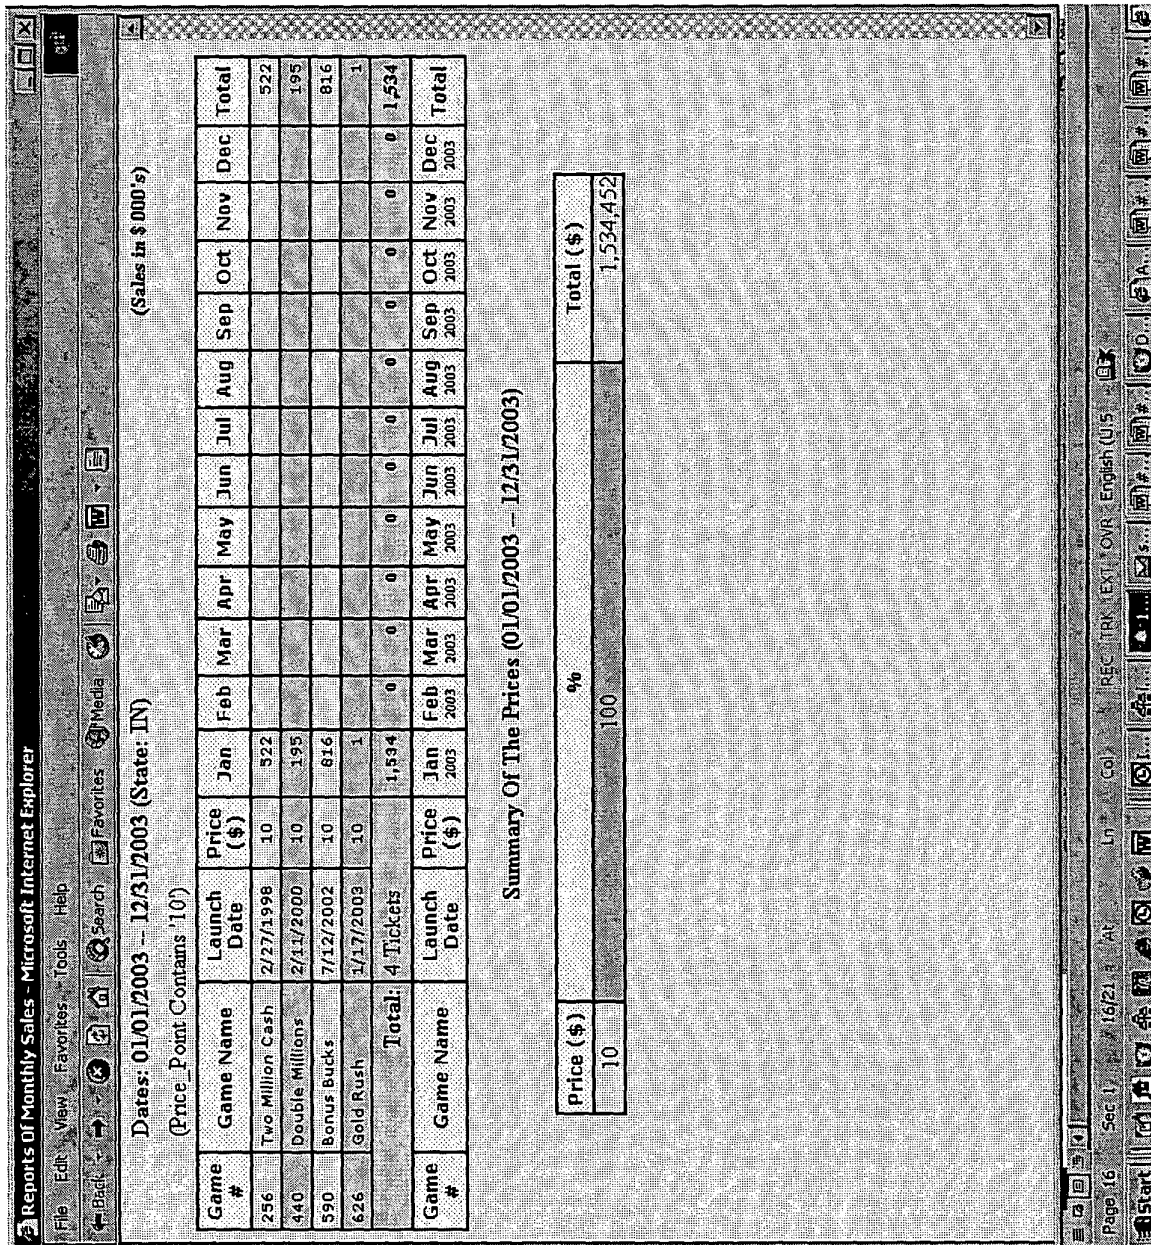 Reports Of Monthly Sales - Microsoft Internet Explorer
File Edit View Favorites Tools Help
Back Search Favorites Media
Dates: 01/01/2003 -- 12/31/2003 (State: IN) (Sales in $ 000's)
(Price_Point Contains '10')
Game # Game Name Launch Date Price ($) Jan Feb Mar Apr May Jun Jul Aug Sep Oct Nov Dec Total
256 Two Million Cash 2/27/1998 10 522 522
440 Double Millions 2/11/2000 10 195 195
590 Bonus Bucks 7/12/2002 10 816 816
626 Gold Rush 1/17/2003 10 1 1
Total: 4 Tickets 1,534 0 0 0 0 0 0 0 0 0 0 0 1,534
Game # Game Name Launch Date Price ($) Jan 2003 Feb 2003 Mar 2003 Apr 2003 May 2003 Jun 2003 Jul 2003 Aug 2003 Sep 2003 Oct 2003 Nov 2003 Dec 2003 Total
Summary Of The Prices (01/01/2003 -- 12/31/2003)
Price ($) % Total ($)
10 100 1,534,452
Page 16 Sec 1 16/21 At Ln Col REC TRK EXT OVR English (U.S
Start